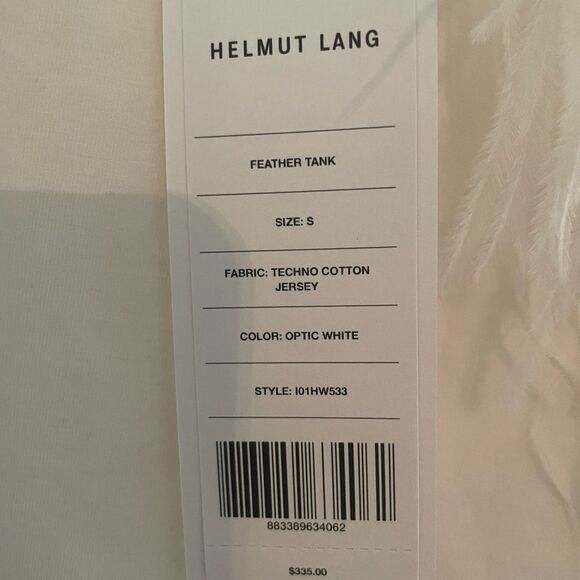 HELMUT LANG
FEATHER TANK
SIZE: S
FABRIC: TECHNO COTTON
JERSEY
COLOR: OPTIC WHITE
STYLE: I01HW533
883389634062
$335.00